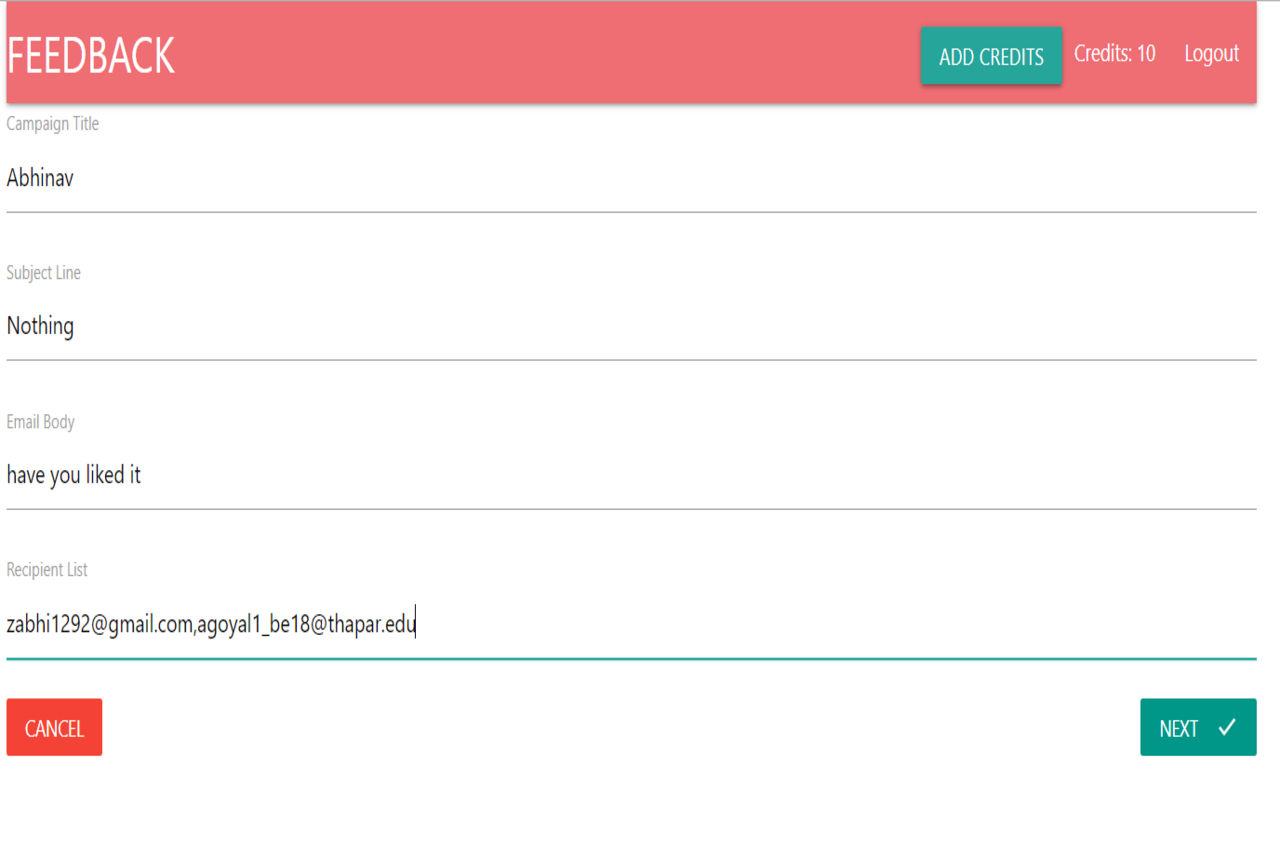 FEEDBACK
ADD CREDITS
Credits: 10
Logout
Campaign Title
Abhinav
Subject Line
Nothing
Email Body
have you liked it
Recipient List
zabhi1292@gmail.com,agoyal1_be18@thapar.edu
CANCEL
NEXT